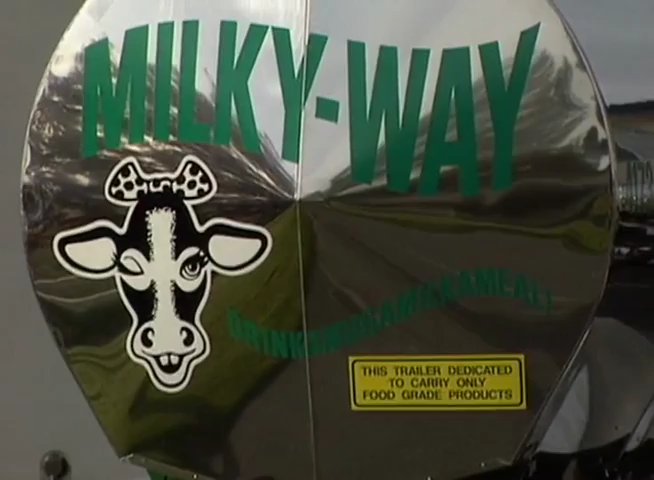 MILKY-WAY
THIS TRAILER DEDICATED
TO CARRY ONLY
FOOD GRADE PRODUCTS